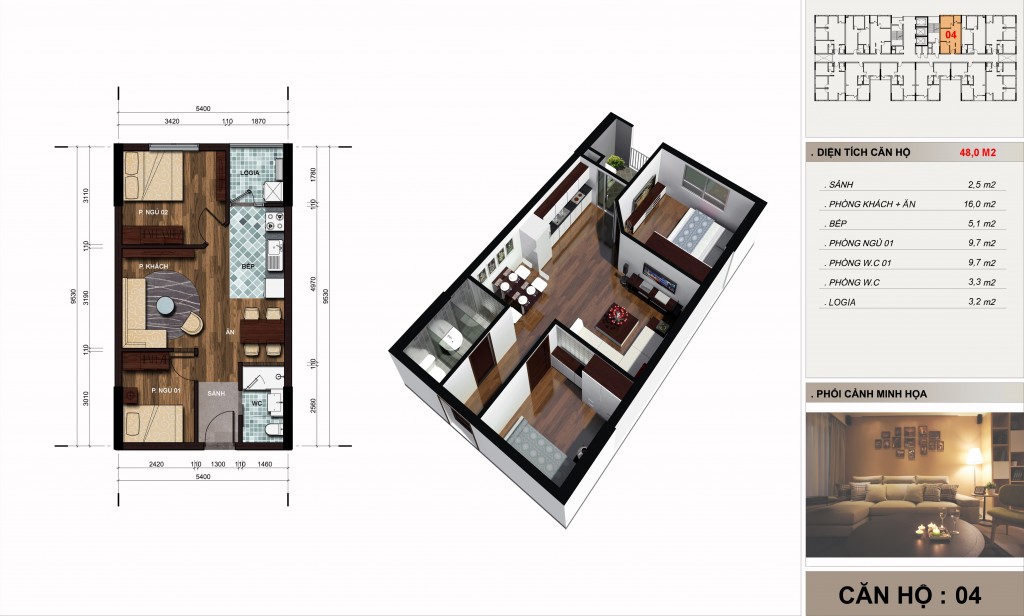 5400
3420 110 1870
3110
110
3190
110
3010
9530
1780
110
4970
110
2560
9530
LOGIA
P. NGỦ 02
P. KHÁCH
BẾP
ĂN
P. NGỦ 01
SẢNH
WC
2420 110 1300 110 1460
5400
04
. DIỆN TÍCH CĂN HỘ 48,0 M2
. SẢNH 2,5 m2
. PHÒNG KHÁCH + ĂN 16,0 m2
. BẾP 5,1 m2
. PHÒNG NGỦ 01 9,7 m2
. PHÒNG W.C 01 9,7 m2
. PHÒNG W.C 3,3 m2
. LOGIA 3,2 m2
. PHỐI CẢNH MINH HỌA
CĂN HỘ : 04